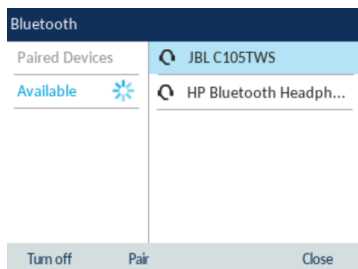 Bluetooth
Paired Devices
Available
JBL C105TWS
HP Bluetooth Headph...
Turn off Pair Close